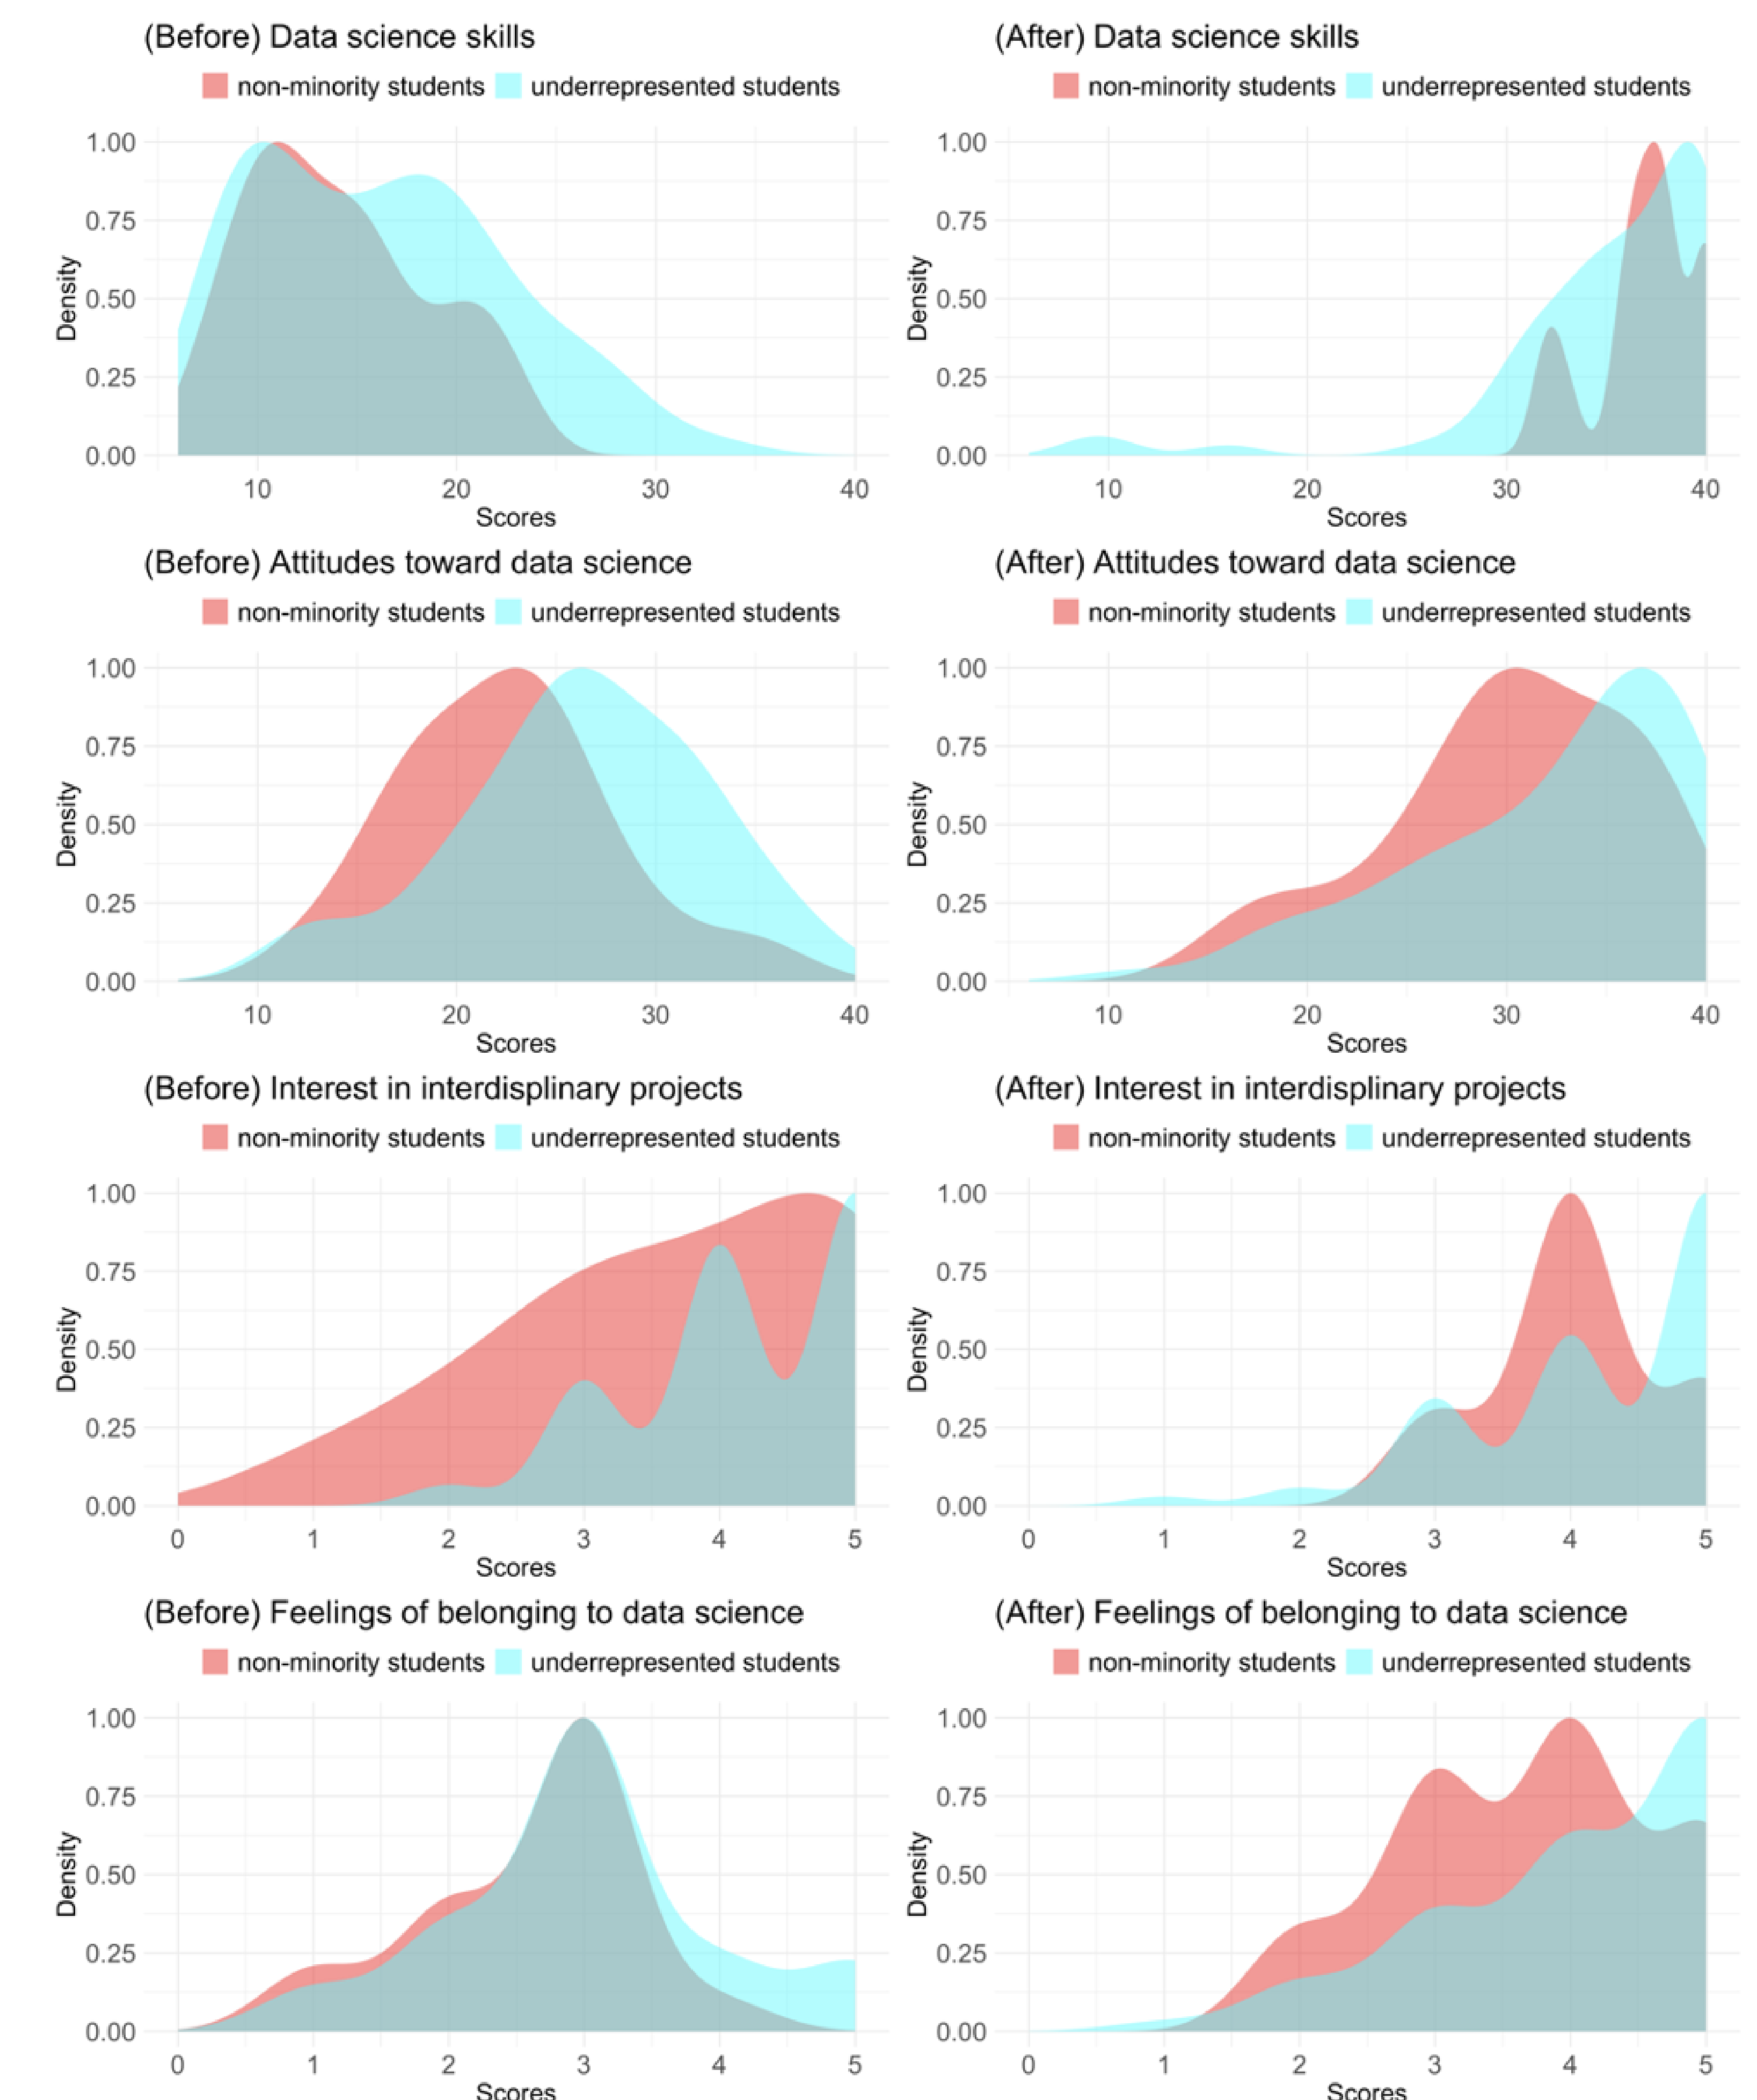 (Before) Data science skills
non-minority students underrepresented students
1.00
0.75
0.50
0.25
0.00
Density
10 20 30 40
Scores
(After) Data science skills
non-minority students underrepresented students
1.00
0.75
0.50
0.25
0.00
Density
10 20 30 40
Scores
(Before) Attitudes toward data science
non-minority students underrepresented students
1.00
0.75
0.50
0.25
0.00
Density
10 20 30 40
Scores
(After) Attitudes toward data science
non-minority students underrepresented students
1.00
0.75
0.50
0.25
0.00
Density
10 20 30 40
Scores
(Before) Interest in interdisplinary projects
non-minority students underrepresented students
1.00
0.75
0.50
0.25
0.00
Density
0 1 2 3 4 5
Scores
(After) Interest in interdisplinary projects
non-minority students underrepresented students
1.00
0.75
0.50
0.25
0.00
Density
0 1 2 3 4 5
Scores
(Before) Feelings of belonging to data science
non-minority students underrepresented students
1.00
0.75
0.50
0.25
0.00
Density
0 1 2 3 4 5
Scores
(After) Feelings of belonging to data science
non-minority students underrepresented students
1.00
0.75
0.50
0.25
0.00
Density
0 1 2 3 4 5
Scores